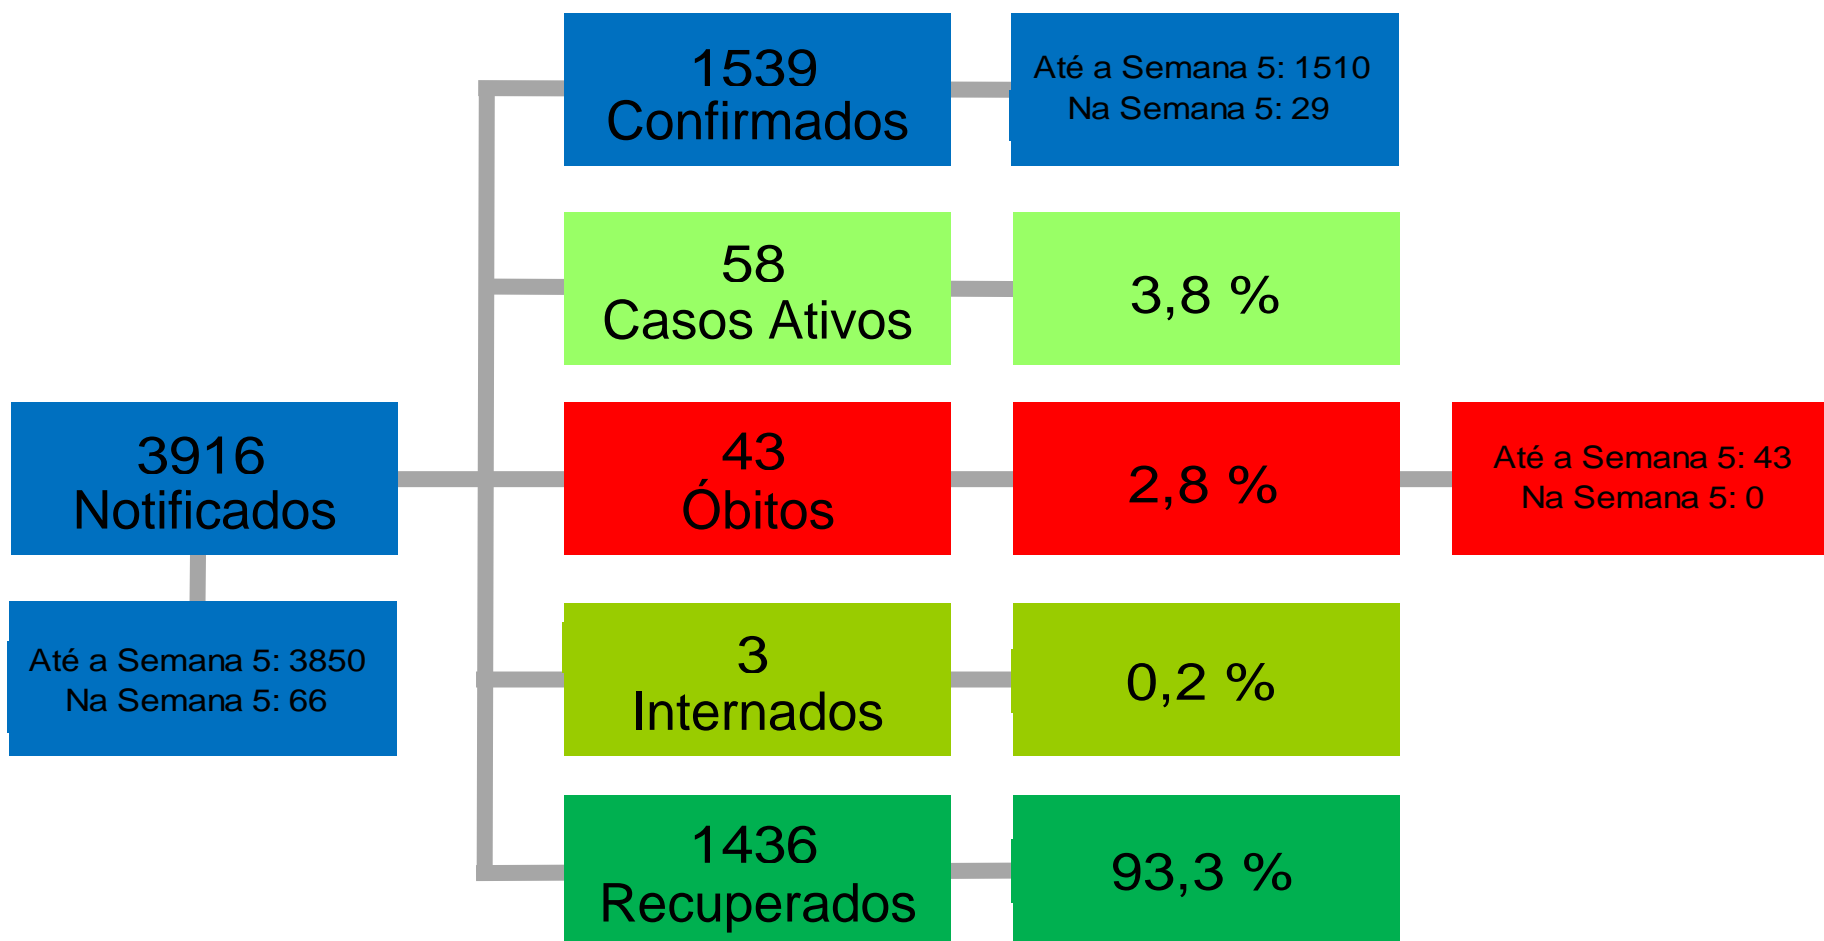 1539
Confirmados
Até a Semana 5: 1510
Na Semana 5: 29
58
Casos Ativos
3,8 %
3916
Notificados
Até a Semana 5: 3850
Na Semana 5: 66
43
Óbitos
2,8 %
Até a Semana 5: 43
Na Semana 5: 0
3
Internados
0,2 %
1436
Recuperados
93,3 %